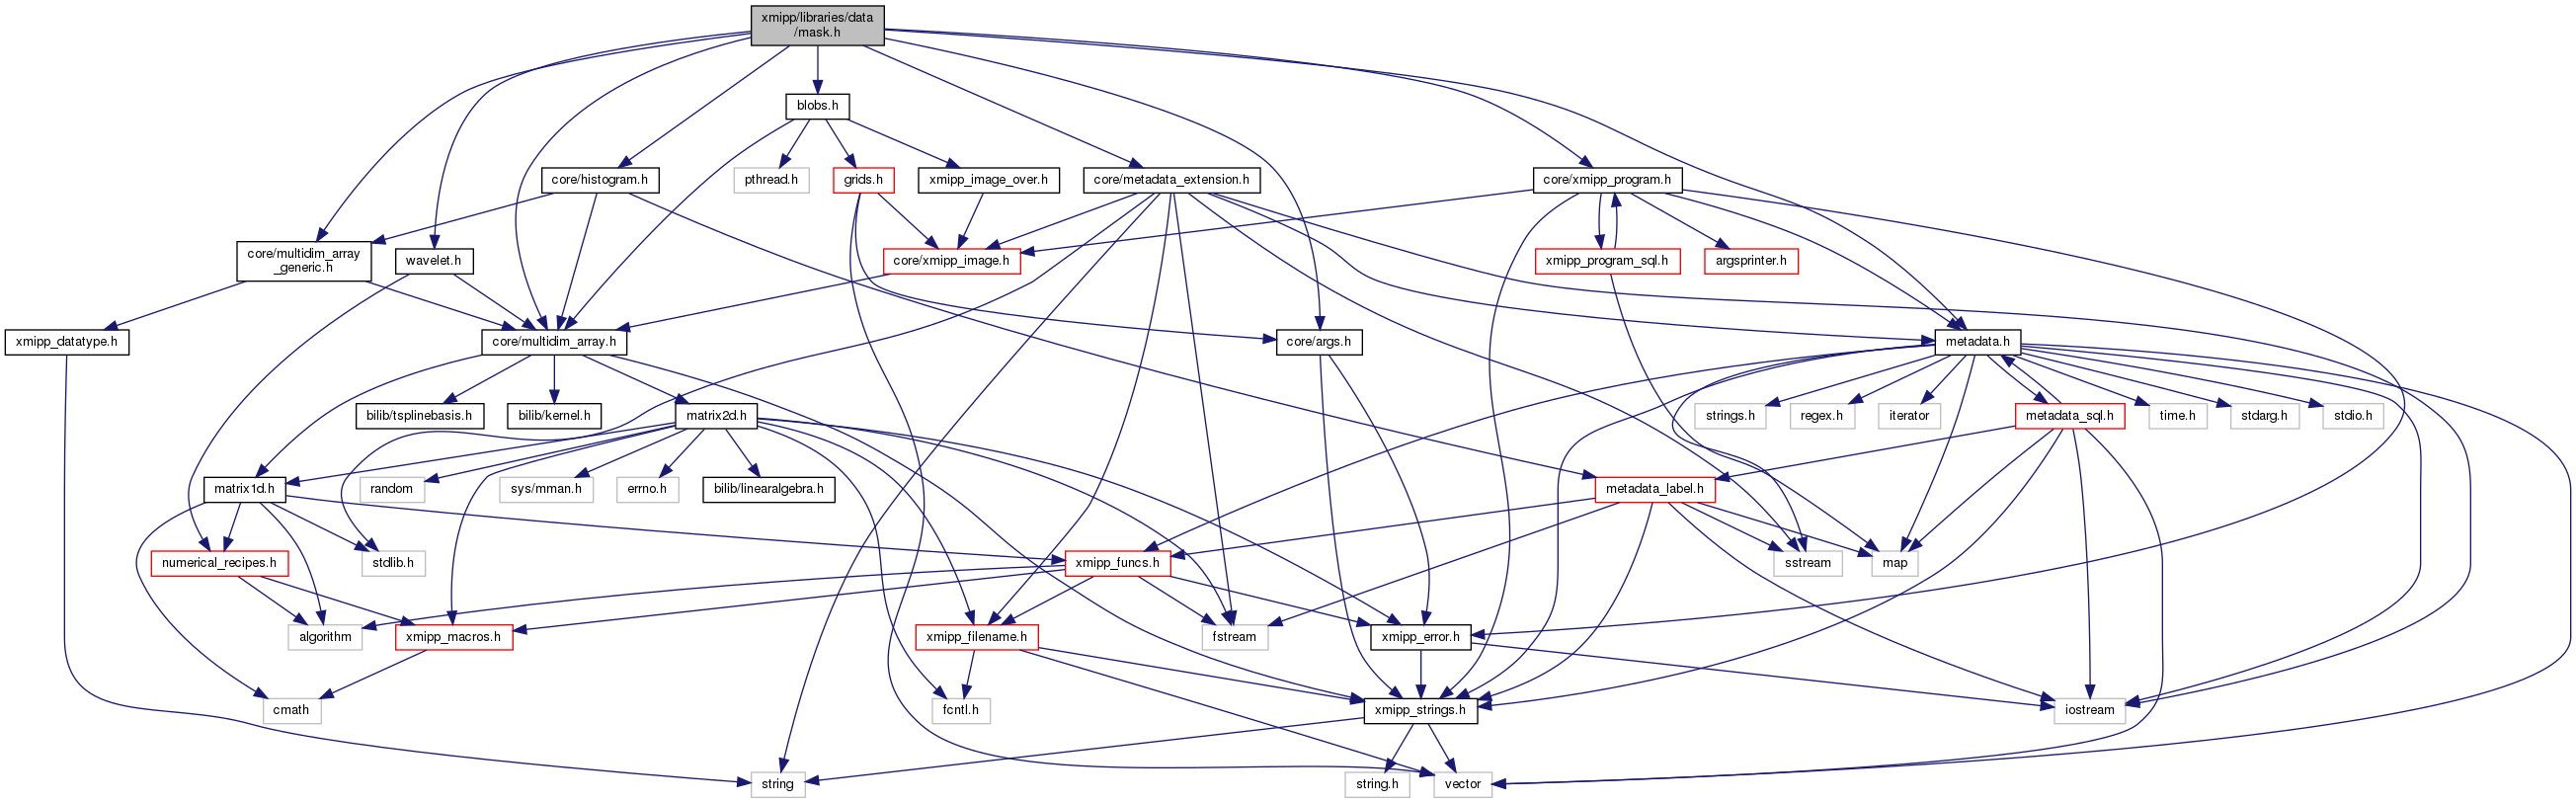 xmipp/libraries/data
/mask.h
blobs.h
core/histogram.h
pthread.h
grids.h
xmipp_image_over.h
core/metadata_extension.h
core/xmipp_program.h
core/multidim_array
_generic.h
wavelet.h
core/xmipp_image.h
xmipp_program_sql.h
argsprinter.h
xmipp_datatype.h
core/multidim_array.h
core/args.h
metadata.h
bilib/tsplinebasis.h
bilib/kernel.h
matrix2d.h
strings.h
regex.h
iterator
metadata_sql.h
time.h
stdarg.h
stdio.h
matrix1d.h
random
sys/mman.h
errno.h
bilib/linearalgebra.h
metadata_label.h
numerical_recipes.h
stdlib.h
xmipp_funcs.h
sstream
map
algorithm
xmipp_macros.h
xmipp_filename.h
fstream
xmipp_error.h
cmath
fcntl.h
xmipp_strings.h
iostream
string
string.h
vector